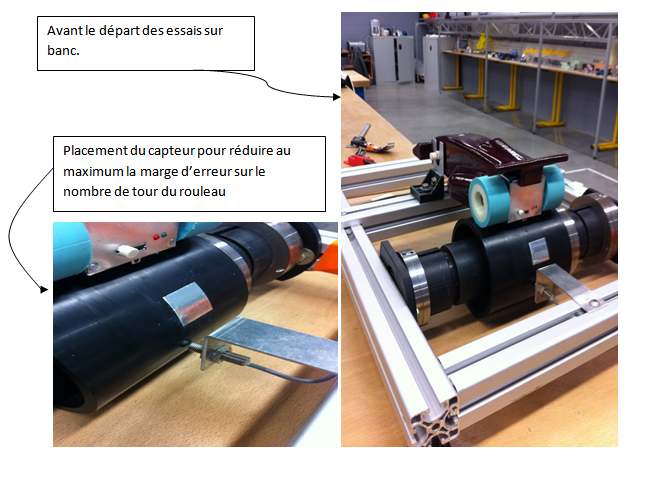 Avant le départ des essais sur
banc.
Placement du capteur pour réduire au
maximum la marge d’erreur sur le
nombre de tour du rouleau